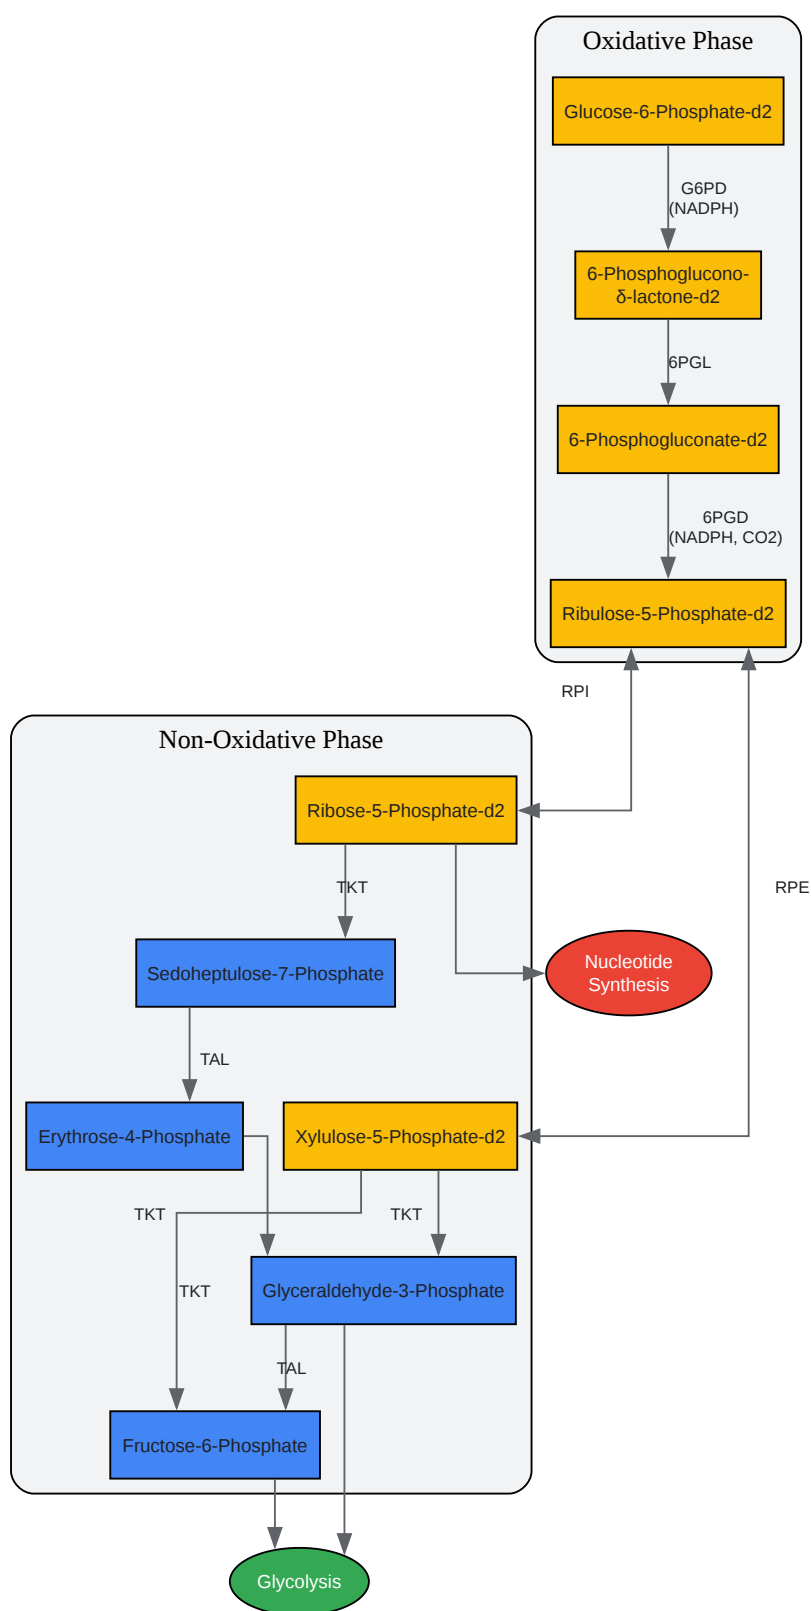 Oxidative Phase
Glucose-6-Phosphate-d2
G6PD
(NADPH)
6-Phosphoglucono-
δ-lactone-d2
6PGL
6-Phosphogluconate-d2
6PGD
(NADPH, CO2)
Ribulose-5-Phosphate-d2
RPI
Non-Oxidative Phase
Ribose-5-Phosphate-d2
TKT
RPE
Nucleotide
Synthesis
Sedoheptulose-7-Phosphate
TAL
Erythrose-4-Phosphate
Xylulose-5-Phosphate-d2
TKT
TKT
TKT
Glyceraldehyde-3-Phosphate
TAL
Fructose-6-Phosphate
Glycolysis